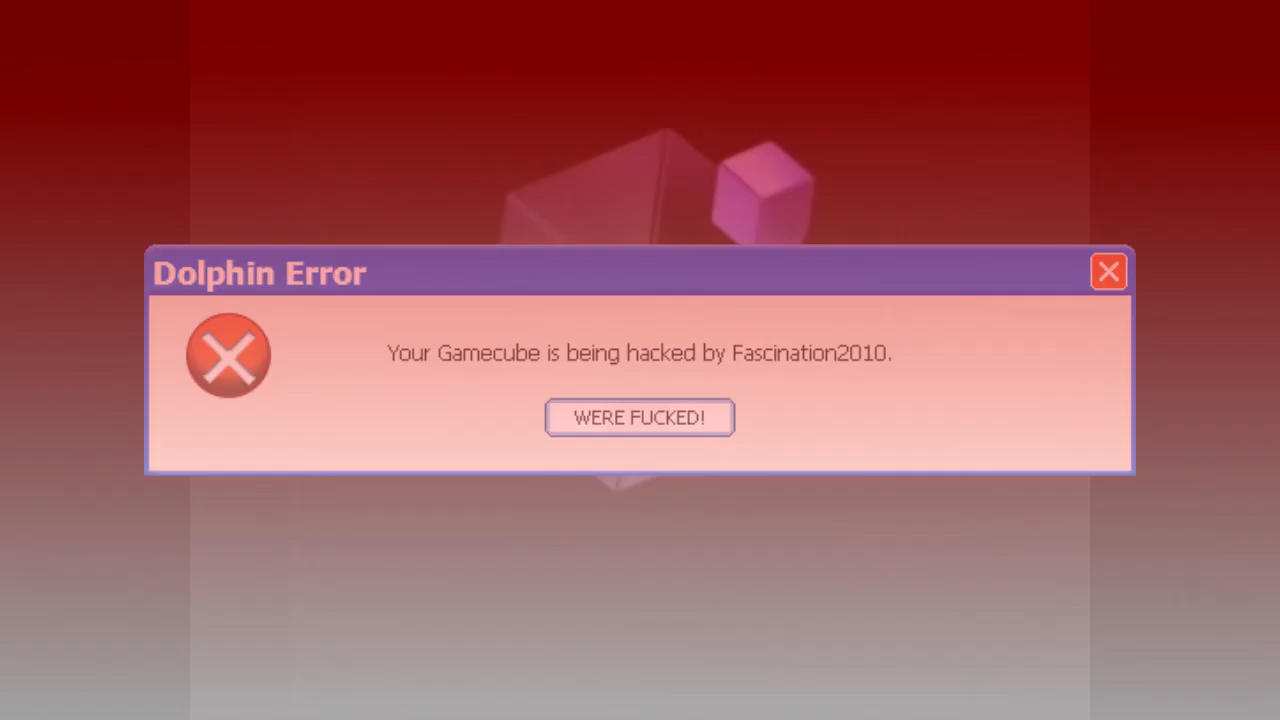 Dolphin Error
Your Gamecube is being hacked by Fascination2010.
WERE FUCKED!